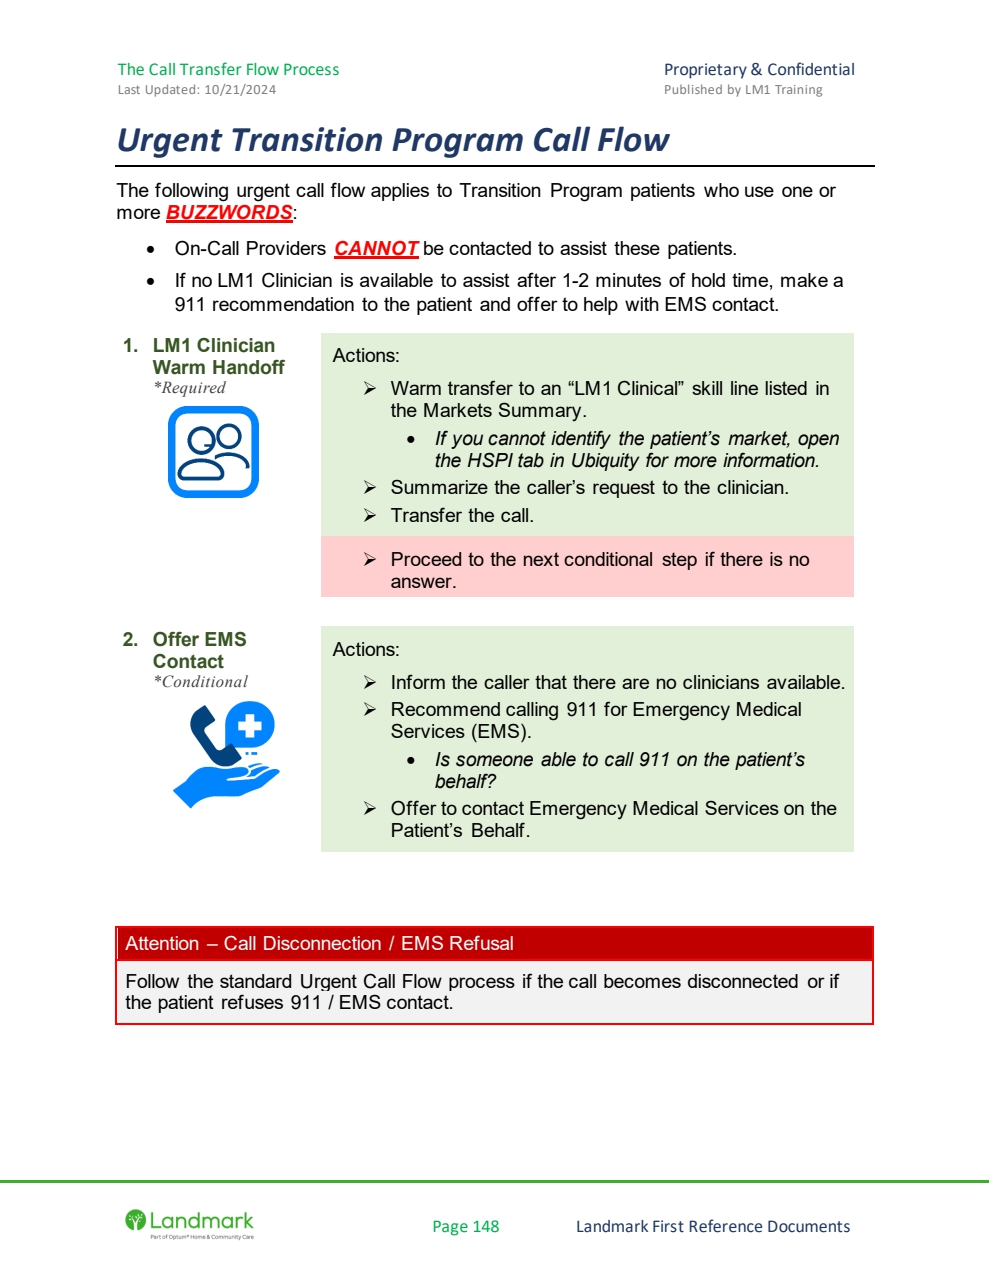 The Call Transfer Flow Process
Proprietary & Confidential
Last Updated: 10/21/2024
Published by LM1 Training
Urgent Transition Program Call Flow
The following urgent call flow applies to Transition Program patients who use one or
more BUZZWORDS:
• On-Call Providers CANNOT be contacted to assist these patients.
• If no LM1 Clinician is available to assist after 1-2 minutes of hold time, make a
911 recommendation to the patient and offer to help with EMS contact.
1. LM1 Clinician
Warm Handoff
*Required
Actions:
➢ Warm transfer to an “LM1 Clinical” skill line listed in
the Markets Summary.
• If you cannot identify the patient’s market, open
the HSPI tab in Ubiquity for more information.
➢ Summarize the caller’s request to the clinician.
➢ Transfer the call.
➢ Proceed to the next conditional step if there is no
answer.
2. Offer EMS
Contact
*Conditional
Actions:
➢ Inform the caller that there are no clinicians available.
➢ Recommend calling 911 for Emergency Medical
Services (EMS).
• Is someone able to call 911 on the patient’s
behalf?
➢ Offer to contact Emergency Medical Services on the
Patient’s Behalf.
Attention – Call Disconnection / EMS Refusal
Follow the standard Urgent Call Flow process if the call becomes disconnected or if
the patient refuses 911 / EMS contact.
Landmark
Part of Optum® Home & Community Care
Page 148
Landmark First Reference Documents